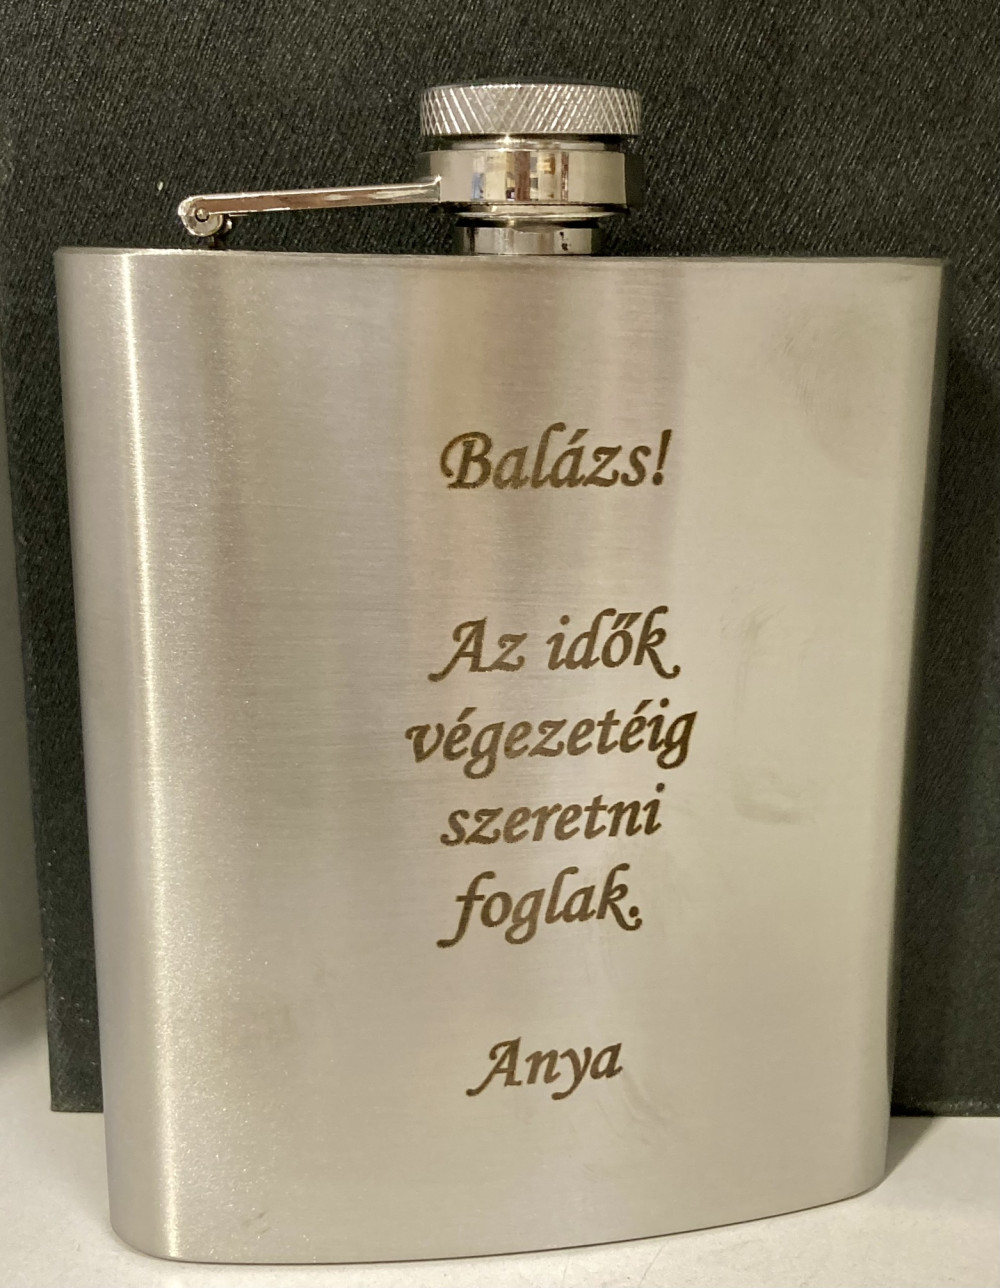 Balázs!
Az idők
végezetéig
szeretni
foglak.
Anya